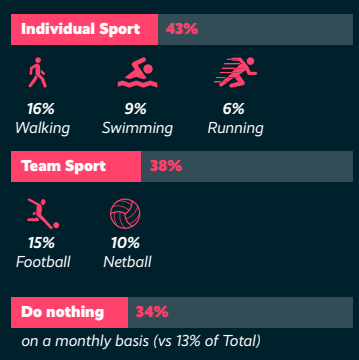 Individual Sport 43%
16% 9% 6%
Walking Swimming Running
Team Sport 38%
15% 10%
Football Netball
Do nothing 34%
on a monthly basis (vs 13% of Total)